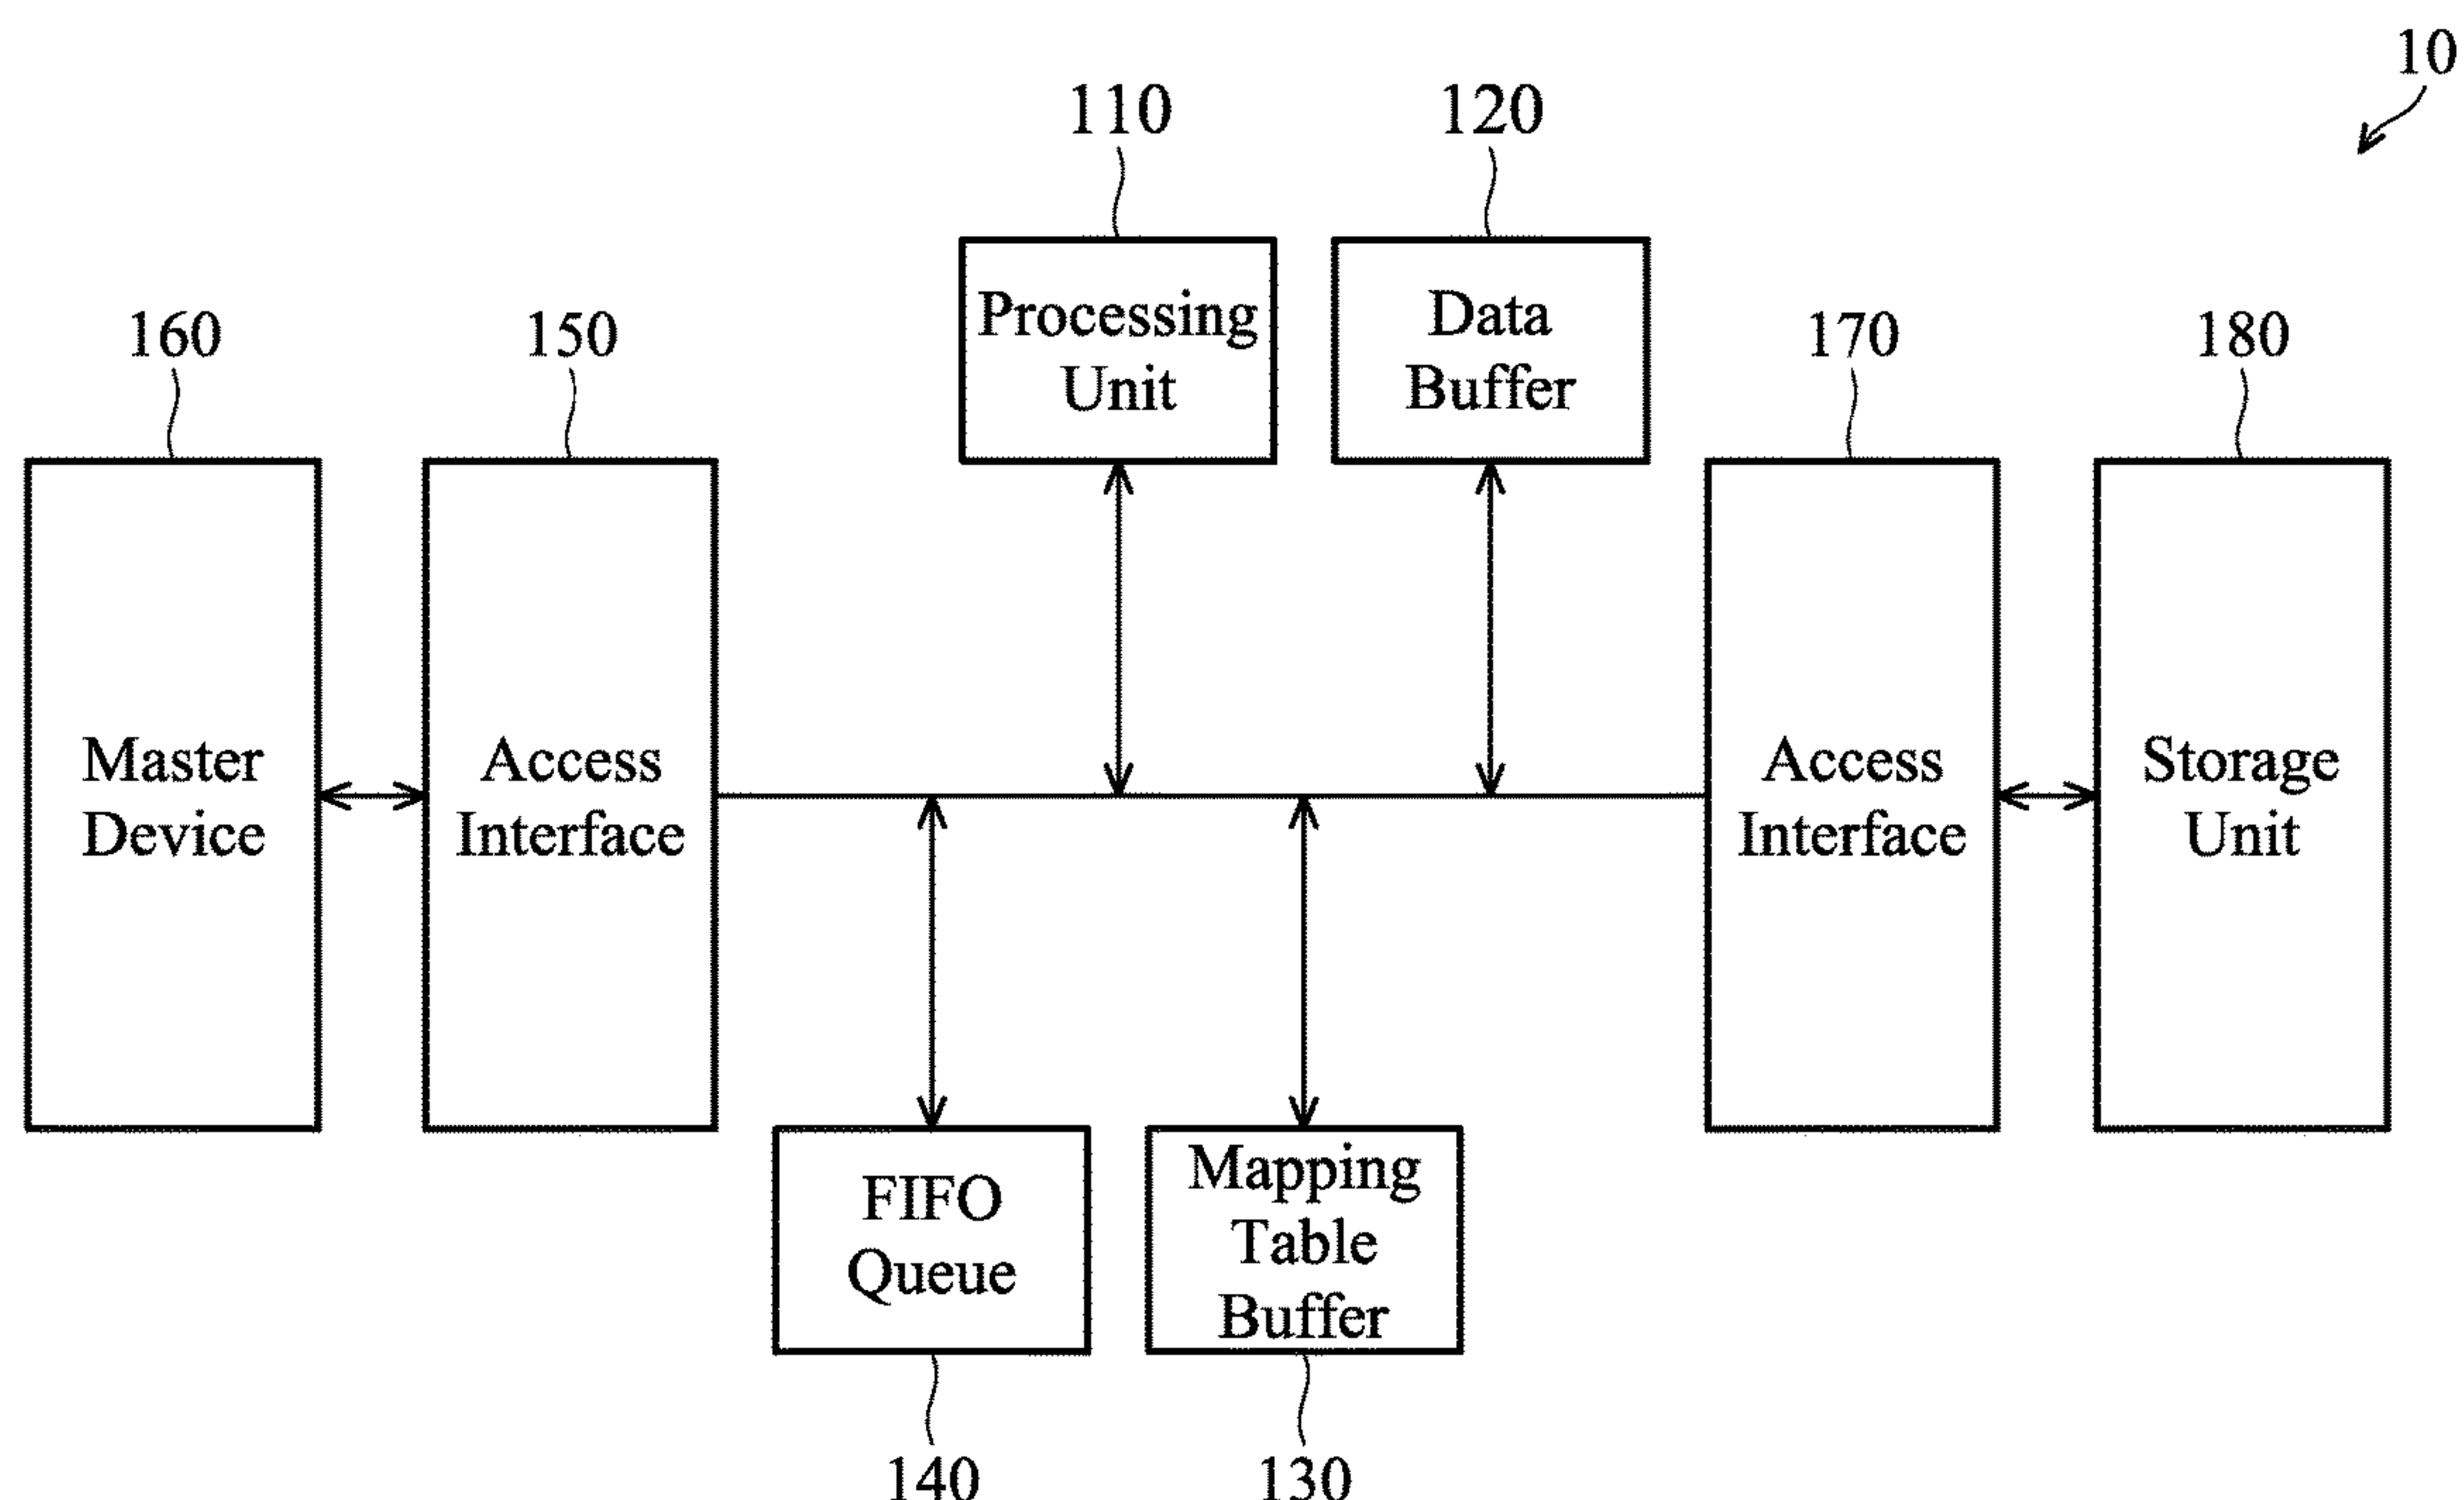 10
110
120
Processing
Unit
Data
Buffer
160
150
170
180
Master
Device
Access
Interface
Access
Interface
Storage
Unit
FIFO
Queue
Mapping
Table
Buffer
140
130